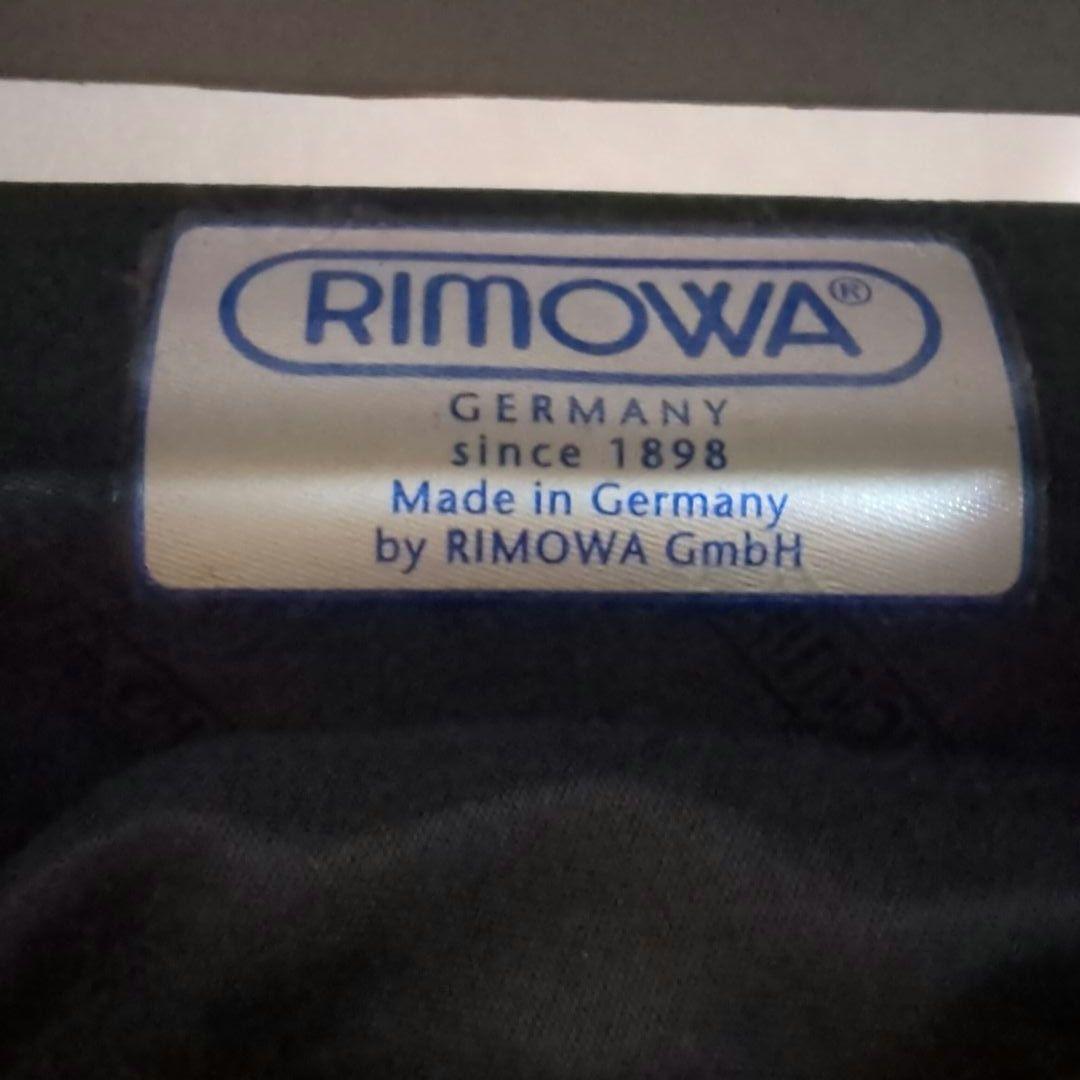 RIMOWA®
GERMANY
since 1898
Made in Germany
by RIMOWA GmbH